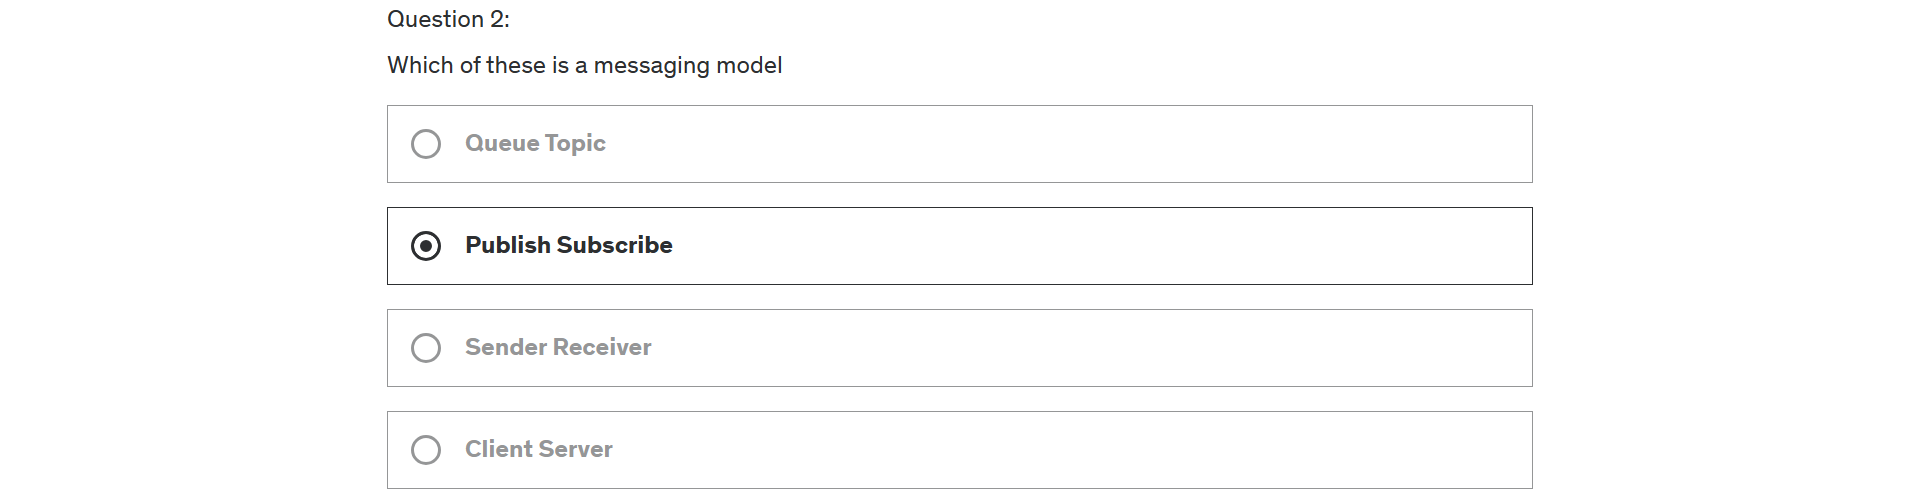 Question 2:
Which of these is a messaging model
Queue Topic
Publish Subscribe
Sender Receiver
Client Server